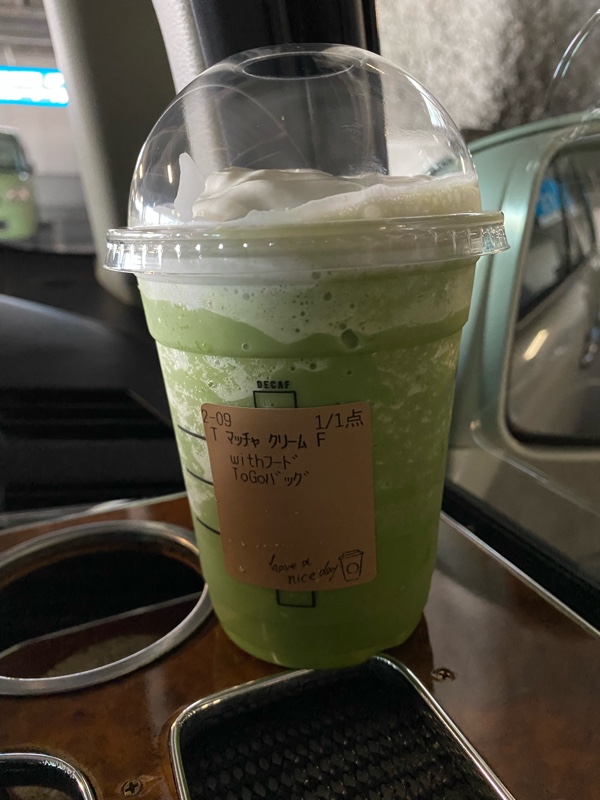 DECAF
2-09 1/1点
T マッチャ クリーム F
withフード
ToGoバッグ
have a
nice day